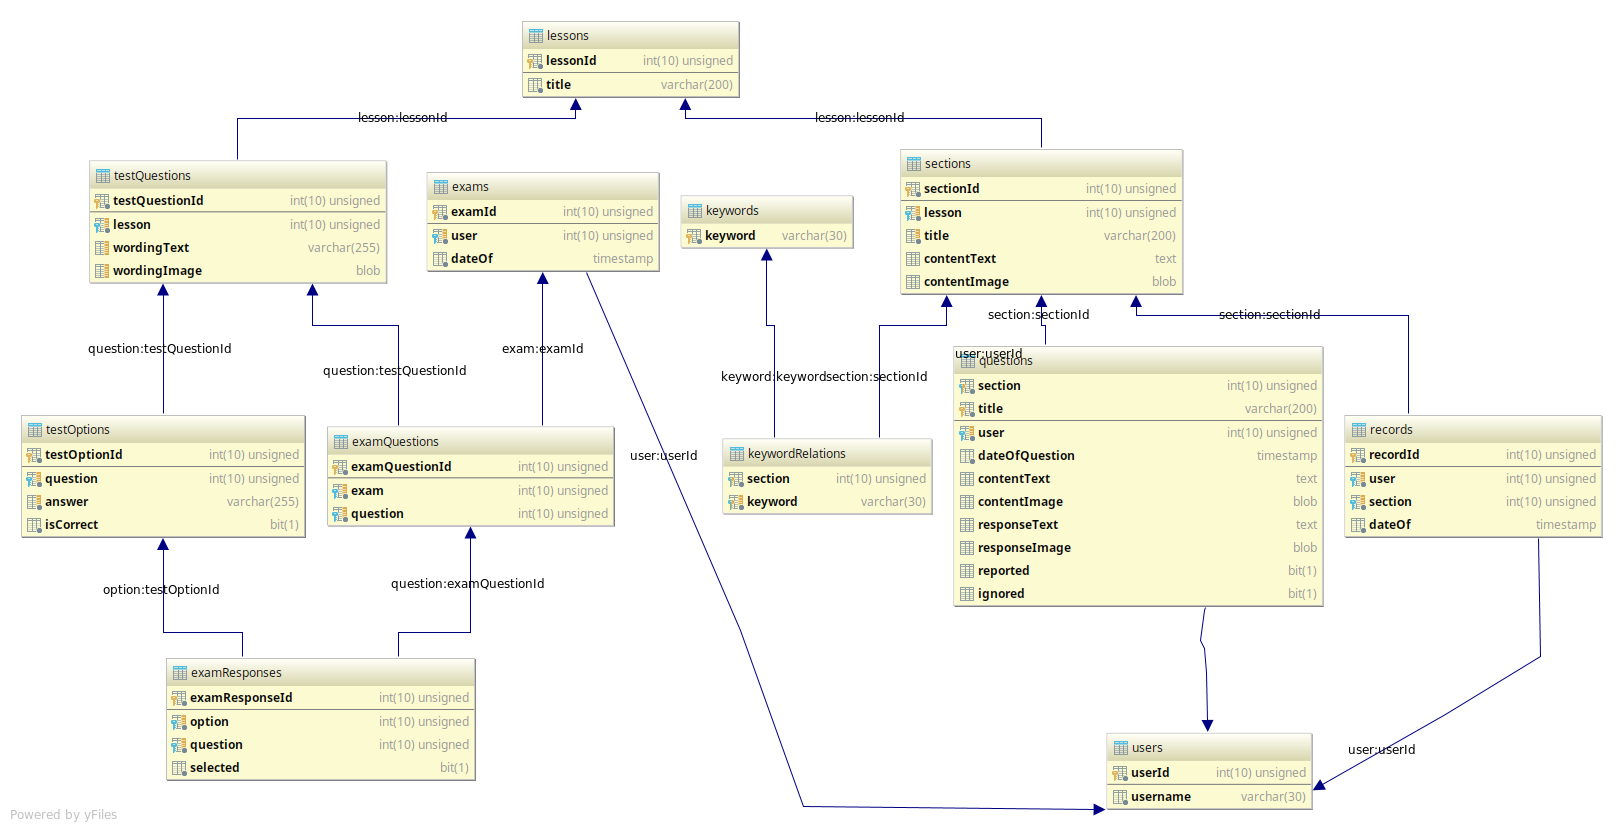 lessons
lessonId int(10) unsigned
title varchar(200)
lesson:lessonId
lesson:lessonId
testQuestions
testQuestionId int(10) unsigned
lesson int(10) unsigned
wordingText varchar(255)
wordingImage blob
exams
examId int(10) unsigned
user int(10) unsigned
dateOf timestamp
keywords
keyword varchar(30)
sections
sectionId int(10) unsigned
lesson int(10) unsigned
title varchar(200)
contentText text
contentImage blob
section:sectionId
section:sectionId
question:testQuestionId
exam:examId
user:userId
question:testQuestionId
keyword:keyword
section:sectionId
questions
section int(10) unsigned
title varchar(200)
user int(10) unsigned
dateOfQuestion timestamp
contentText text
contentImage blob
responseText text
responseImage blob
reported bit(1)
ignored bit(1)
testOptions
testOptionId int(10) unsigned
question int(10) unsigned
answer varchar(255)
isCorrect bit(1)
examQuestions
examQuestionId int(10) unsigned
exam int(10) unsigned
question int(10) unsigned
user:userId
keywordRelations
section int(10) unsigned
keyword varchar(30)
records
recordId int(10) unsigned
user int(10) unsigned
section int(10) unsigned
dateOf timestamp
option:testOptionId
question:examQuestionId
examResponses
examResponseId int(10) unsigned
option int(10) unsigned
question int(10) unsigned
selected bit(1)
users
userId int(10) unsigned
username varchar(30)
user:userId
Powered by yFiles